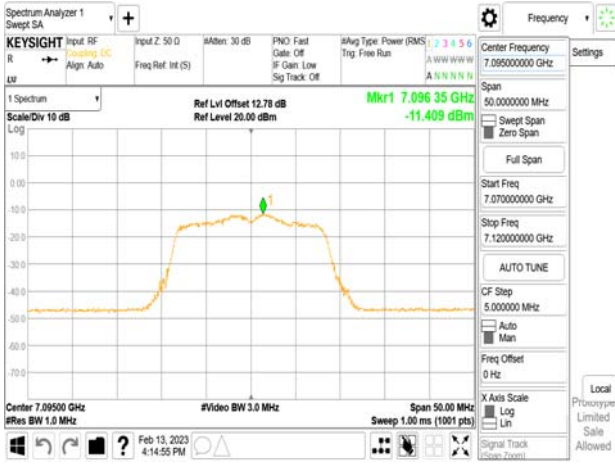 Spectrum Analyzer 1
Swept SA
+
Frequency
KEYSIGHT
R
LXI
Input: RF
Coupling: DC
Align: Auto
Input Z: 50 Ω
Freq Ref: Int (S)
#Atten: 30 dB
PNO: Fast
Gate: Off
IF Gain: Low
Sig Track: Off
#Avg Type: Power (RMS
Trig: Free Run
1 2 3 4 5 6
A W W W W W
A N N N N N
1 Spectrum
Scale/Div 10 dB
Ref Lvl Offset 12.78 dB
Ref Level 20.00 dBm
Mkr1 7.096 35 GHz
-11.409 dBm
Log
10.0
0.00
-10.0
-20.0
-30.0
-40.0
-50.0
-60.0
-70.0
1
Center 7.09500 GHz
#Res BW 1.0 MHz
#Video BW 3.0 MHz
Span 50.00 MHz
Sweep 1.00 ms (1001 pts)
?
Feb 13, 2023
4:14:55 PM
Center Frequency
7.095000000 GHz
Settings
Span
50.0000000 MHz
Swept Span
Zero Span
Full Span
Start Freq
7.070000000 GHz
Stop Freq
7.120000000 GHz
AUTO TUNE
CF Step
5.000000 MHz
Auto
Man
Freq Offset
0 Hz
X Axis Scale
Log
Lin
Signal Track
(Span Zoom)
Local
Prototype
Limited
Sale
Allowed